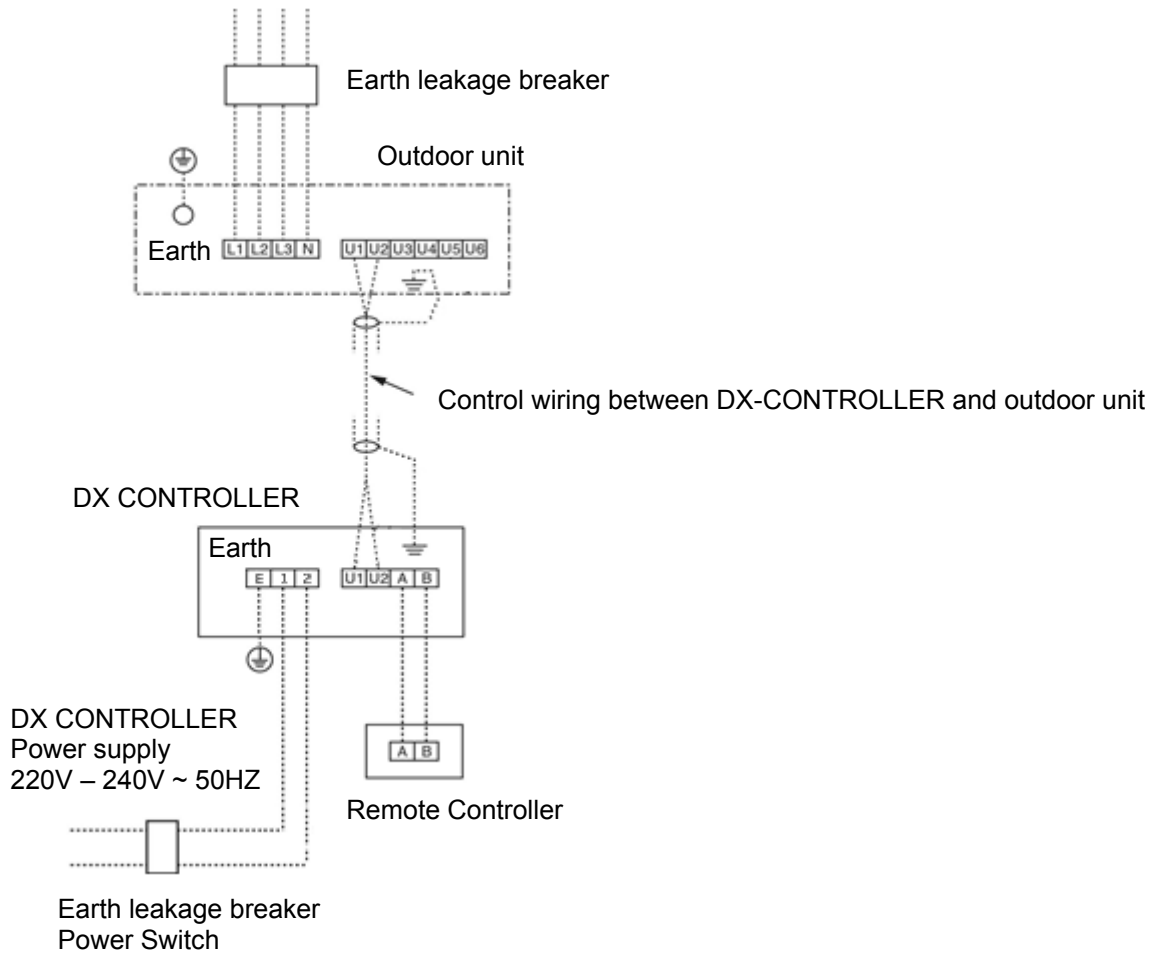 Earth leakage breaker
Outdoor unit
Earth
L1 L2 L3 N
U1 U2 U3 U4 U5 U6
Control wiring between DX-CONTROLLER and outdoor unit
DX CONTROLLER
Earth
E 1 2
U1 U2 A B
DX CONTROLLER
Power supply
220V – 240V ~ 50HZ
A B
Remote Controller
Earth leakage breaker
Power Switch